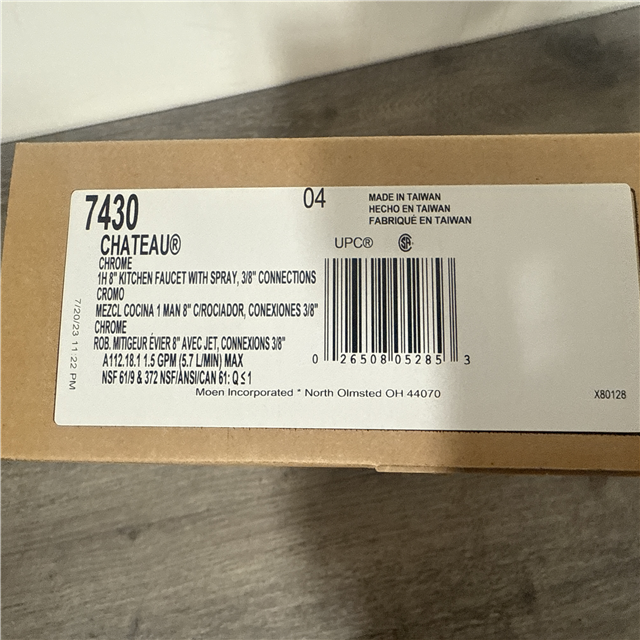 7430
04
MADE IN TAIWAN
HECHO EN TAIWAN
FABRIQUÉ EN TAIWAN
CHATEAU®
UPC®
CHROME
1H 8" KITCHEN FAUCET WITH SPRAY, 3/8" CONNECTIONS
CROMO
MEZCL COCINA 1 MAN 8" C/ROCIADOR, CONEXIONES 3/8"
CHROME
ROB. MITIGEUR ÉVIER 8" AVEC JET, CONNEXIONS 3/8"
A112.18.1 1.5 GPM (5.7 L/MIN) MAX
NSF 61/9 & 372 NSF/ANSI/CAN 61: Q ≤ 1
0 26508 05285 3
Moen Incorporated * North Olmsted OH 44070
X80128
7/20/23 11:22 PM